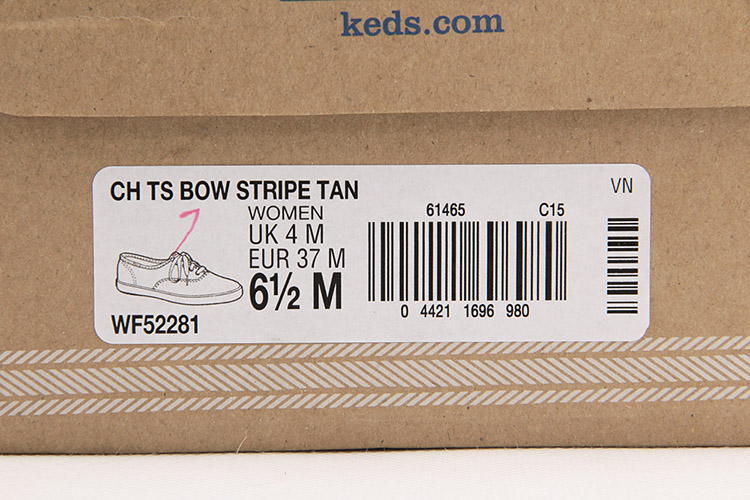 keds.com
CH TS BOW STRIPE TAN
VN
WOMEN
61465 C15
UK 4 M
EUR 37 M
6½ M
0 4421 1696 980
WF52281